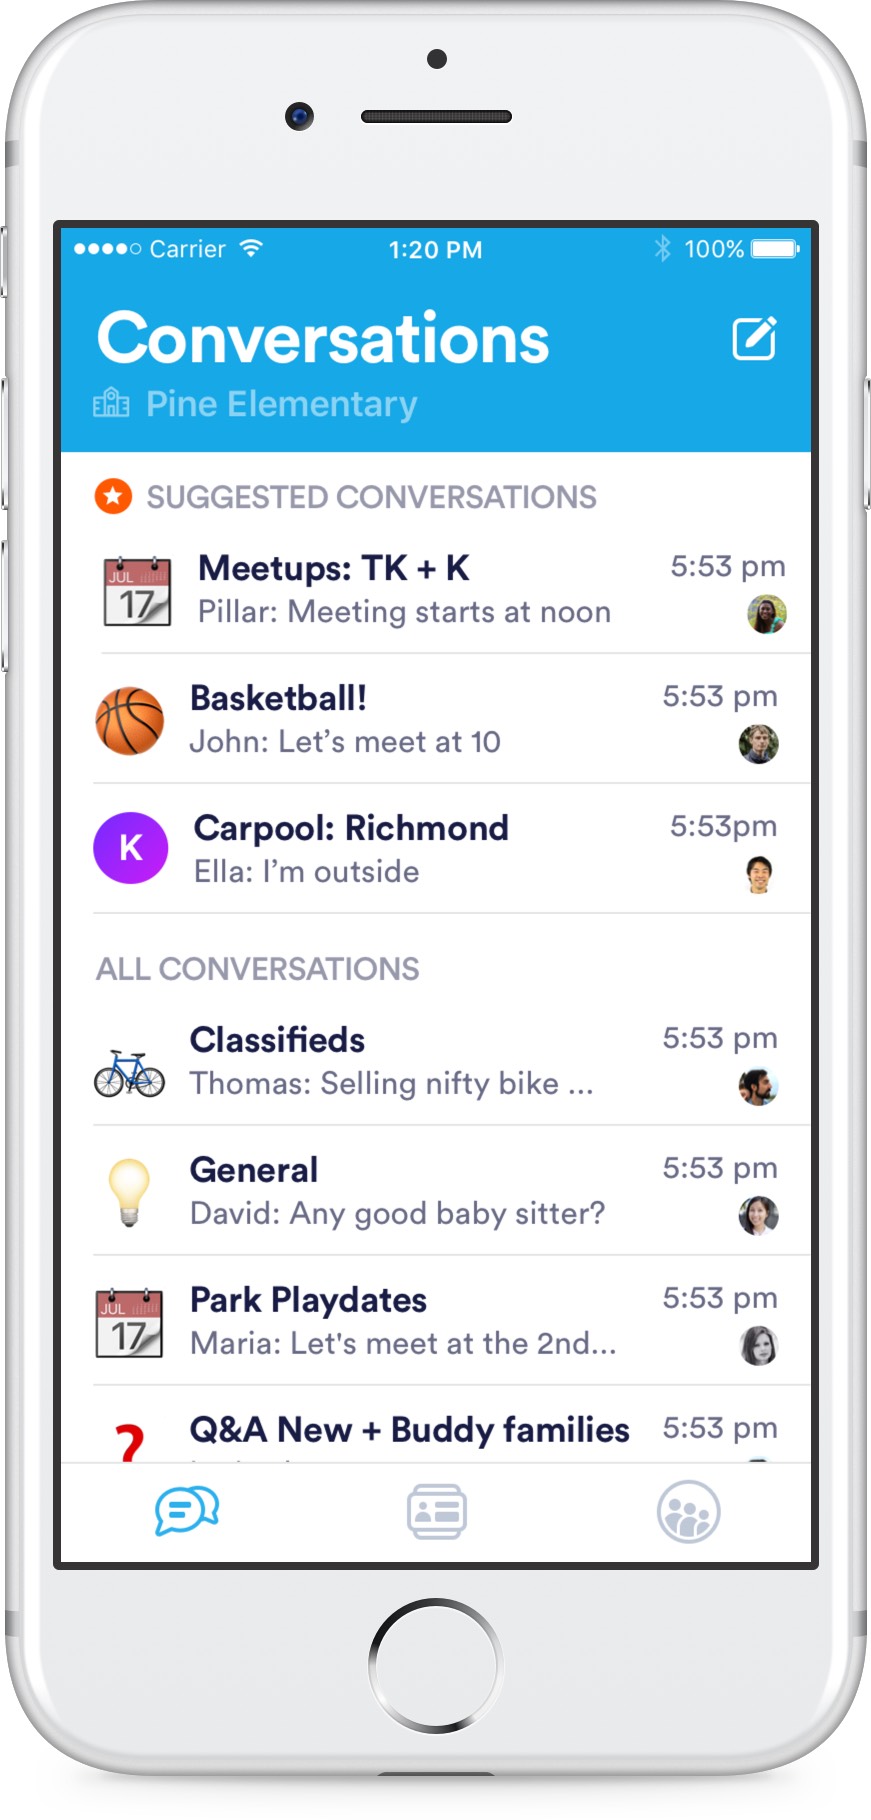 Carrier 1:20 PM 100%
Conversations
Pine Elementary
SUGGESTED CONVERSATIONS
JUL
17
Meetups: TK + K 5:53 pm
Pillar: Meeting starts at noon
Basketball! 5:53 pm
John: Let’s meet at 10
K
Carpool: Richmond 5:53pm
Ella: I’m outside
ALL CONVERSATIONS
Classifieds 5:53 pm
Thomas: Selling nifty bike ...
General 5:53 pm
David: Any good baby sitter?
JUL
17
Park Playdates 5:53 pm
Maria: Let's meet at the 2nd...
?
Q&A New + Buddy families 5:53 pm